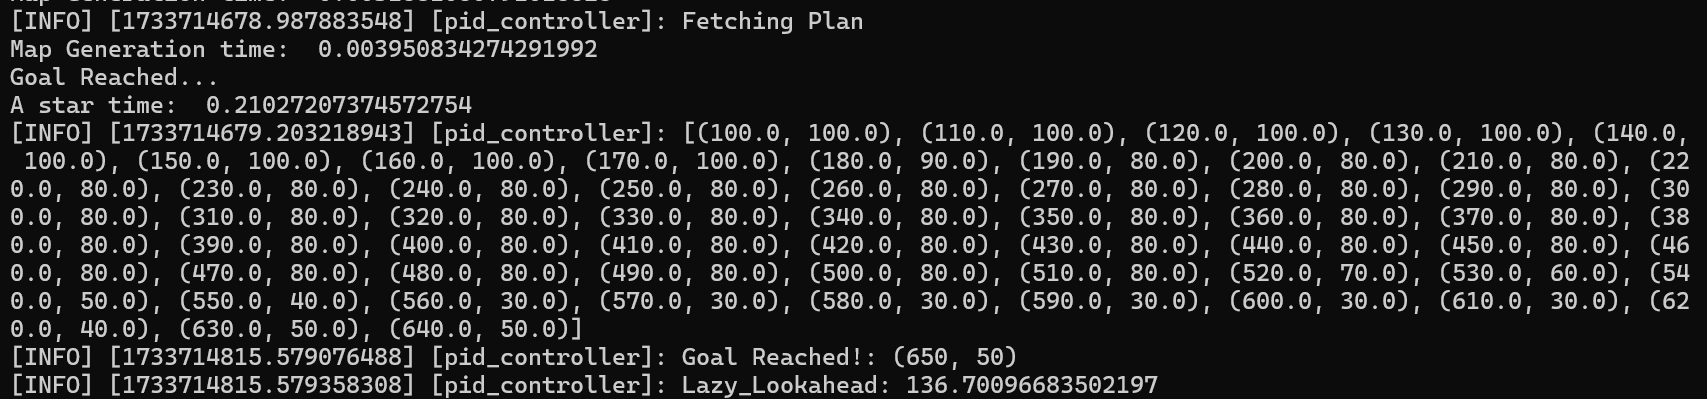 [INFO] [1733714678.987883548] [pid_controller]: Fetching Plan
Map Generation time:  0.003950834274291992
Goal Reached...
A star time:  0.21027207374572754
[INFO] [1733714679.203218943] [pid_controller]: [(100.0, 100.0), (110.0, 100.0), (120.0, 100.0), (130.0, 100.0), (140.0,
 100.0), (150.0, 100.0), (160.0, 100.0), (170.0, 100.0), (180.0, 90.0), (190.0, 80.0), (200.0, 80.0), (210.0, 80.0), (22
0.0, 80.0), (230.0, 80.0), (240.0, 80.0), (250.0, 80.0), (260.0, 80.0), (270.0, 80.0), (280.0, 80.0), (290.0, 80.0), (30
0.0, 80.0), (310.0, 80.0), (320.0, 80.0), (330.0, 80.0), (340.0, 80.0), (350.0, 80.0), (360.0, 80.0), (370.0, 80.0), (38
0.0, 80.0), (390.0, 80.0), (400.0, 80.0), (410.0, 80.0), (420.0, 80.0), (430.0, 80.0), (440.0, 80.0), (450.0, 80.0), (46
0.0, 80.0), (470.0, 80.0), (480.0, 80.0), (490.0, 80.0), (500.0, 80.0), (510.0, 80.0), (520.0, 70.0), (530.0, 60.0), (54
0.0, 50.0), (550.0, 40.0), (560.0, 30.0), (570.0, 30.0), (580.0, 30.0), (590.0, 30.0), (600.0, 30.0), (610.0, 30.0), (62
0.0, 40.0), (630.0, 50.0), (640.0, 50.0)]
[INFO] [1733714815.579076488] [pid_controller]: Goal Reached!: (650, 50)
[INFO] [1733714815.579358308] [pid_controller]: Lazy_Lookahead: 136.70096683502197